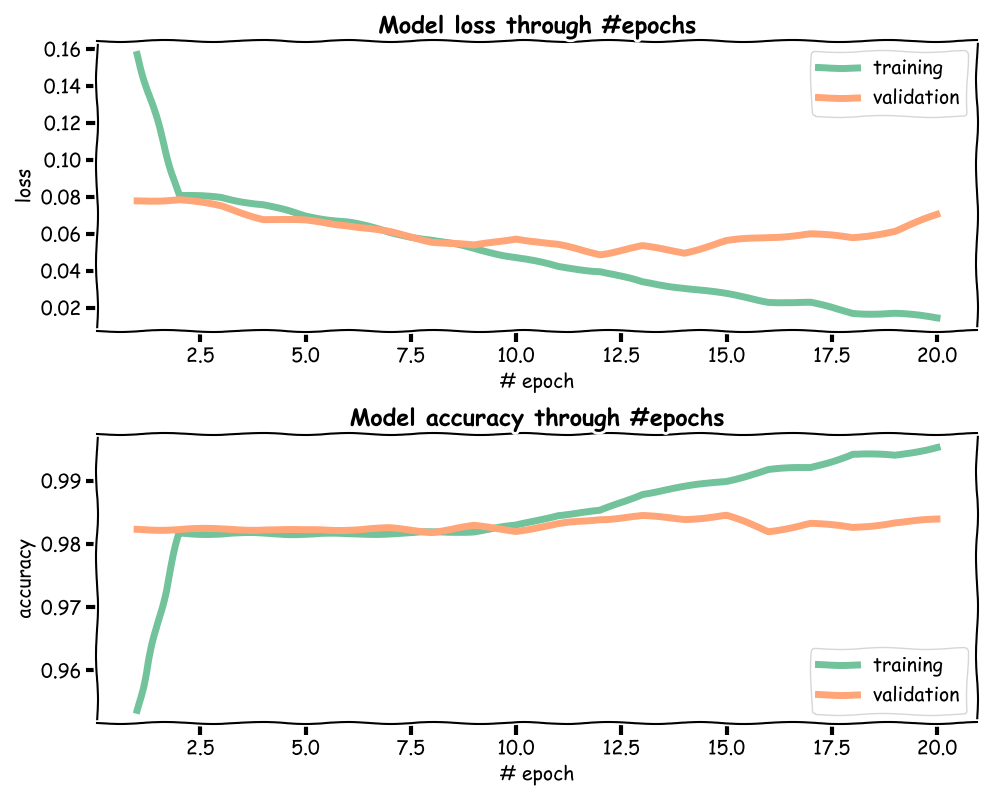 Model loss through #epochs
0.16
0.14
0.12
0.10
0.08
0.06
0.04
0.02
loss
training
validation
2.5 5.0 7.5 10.0 12.5 15.0 17.5 20.0
# epoch
Model accuracy through #epochs
0.99
0.98
0.97
0.96
accuracy
training
validation
2.5 5.0 7.5 10.0 12.5 15.0 17.5 20.0
# epoch